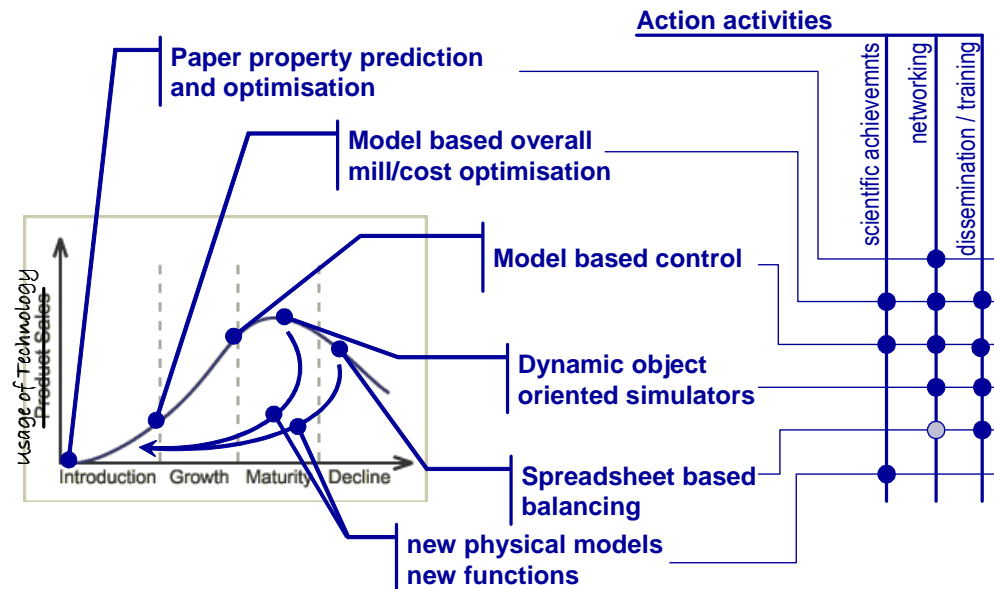 Action activities
Paper property prediction
and optimisation
Model based overall
mill/cost optimisation
Model based control
Dynamic object
oriented simulators
Spreadsheet based
balancing
new physical models
new functions
scientific achievemnts
networking
dissemination / training
Usage of Technology
Product Sales
Introduction Growth Maturity Decline